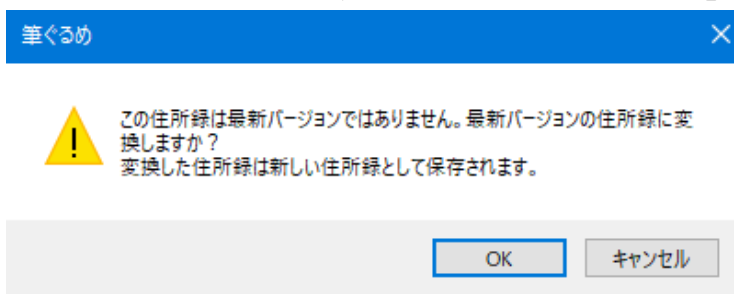 筆ぐるめ
この住所録は最新バージョンではありません。最新バージョンの住所録に変
換しますか？
変換した住所録は新しい住所録として保存されます。
OK
キャンセル